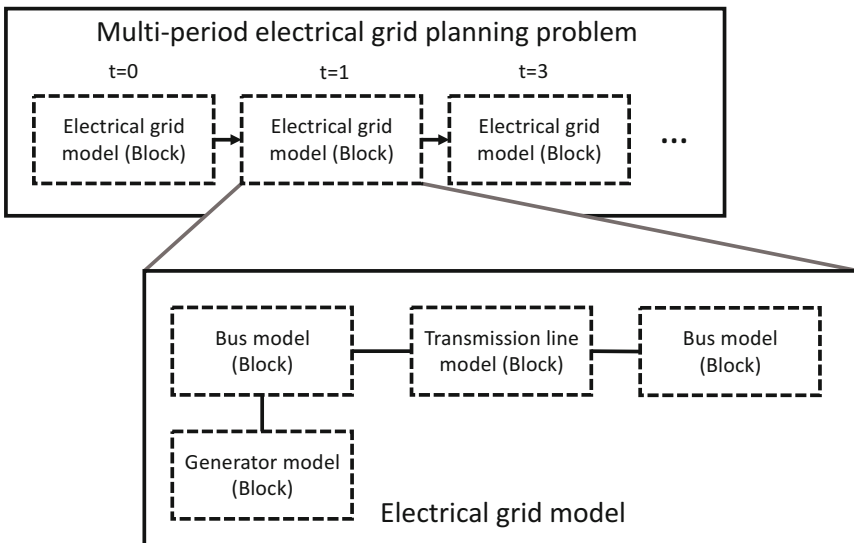 Multi-period electrical grid planning problem
t=0
t=1
t=3
Electrical grid
model (Block)
Electrical grid
model (Block)
Electrical grid
model (Block)
...
Bus model
(Block)
Transmission line
model (Block)
Bus model
(Block)
Generator model
(Block)
Electrical grid model